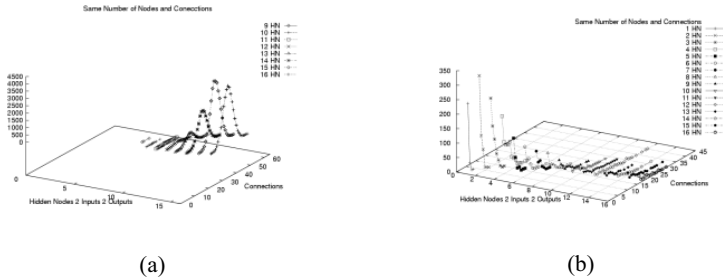 Same Number of Nodes and Conecctions
9 HN
10 HN
11 HN
12 HN
13 HN
14 HN
15 HN
16 HN
4500
4000
3500
3000
2500
2000
1500
1000
500
0
0
5
10
15
0
10
20
30
40
50
60
Connections
Hidden Nodes 2 Inputs 2 Outputs
(a)
Same Number of Nodes and Connections
1 HN
2 HN
3 HN
4 HN
5 HN
6 HN
7 HN
8 HN
9 HN
10 HN
11 HN
12 HN
13 HN
14 HN
15 HN
16 HN
350
300
250
200
150
100
50
0
0
2
4
6
8
10
12
14
16
0
5
10
15
20
25
30
35
40
45
Connections
Hidden Nodes 2 Inputs 2 Outputs
(b)